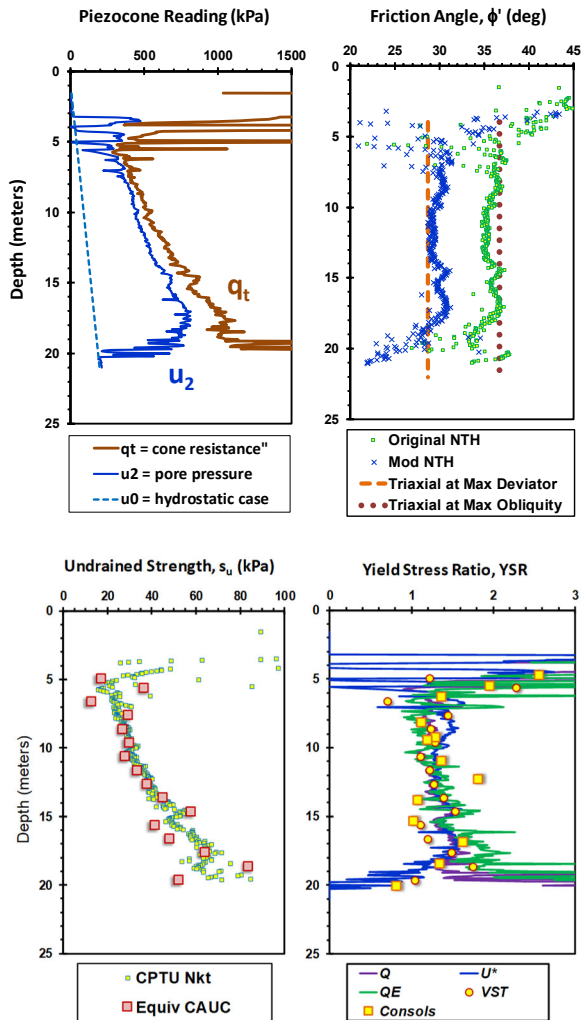 Piezocone Reading (kPa)
0 500 1000 1500
0
5
10
15
20
25
Depth (meters)
qt
u2
qt = cone resistance"
u2 = pore pressure
u0 = hydrostatic case
Friction Angle, ϕ' (deg)
20 25 30 35 40 45
0
5
10
15
20
25
Original NTH
Mod NTH
Triaxial at Max Deviator
Triaxial at Max Obliquity
Undrained Strength, su (kPa)
0 20 40 60 80 100
0
5
10
15
20
25
Depth (meters)
CPTU Nkt
Equiv CAUC
Yield Stress Ratio, YSR
0 1 2 3
0
5
10
15
20
25
Q U*
QE VST
Consols